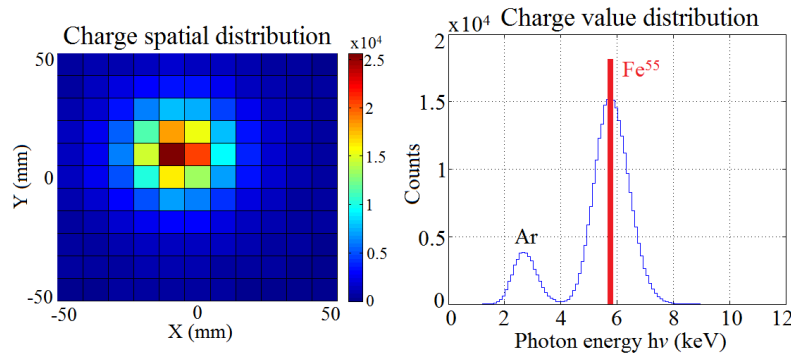 Charge spatial distribution
x10⁴
50
0
-50
Y (mm)
-50
0
50
X (mm)
2.5
2
1.5
1
0.5
0
Charge value distribution
x10⁴
2
1.5
1
0.5
0
Counts
Fe⁵⁵
Ar
0 2 4 6 8 10 12
Photon energy hν (keV)